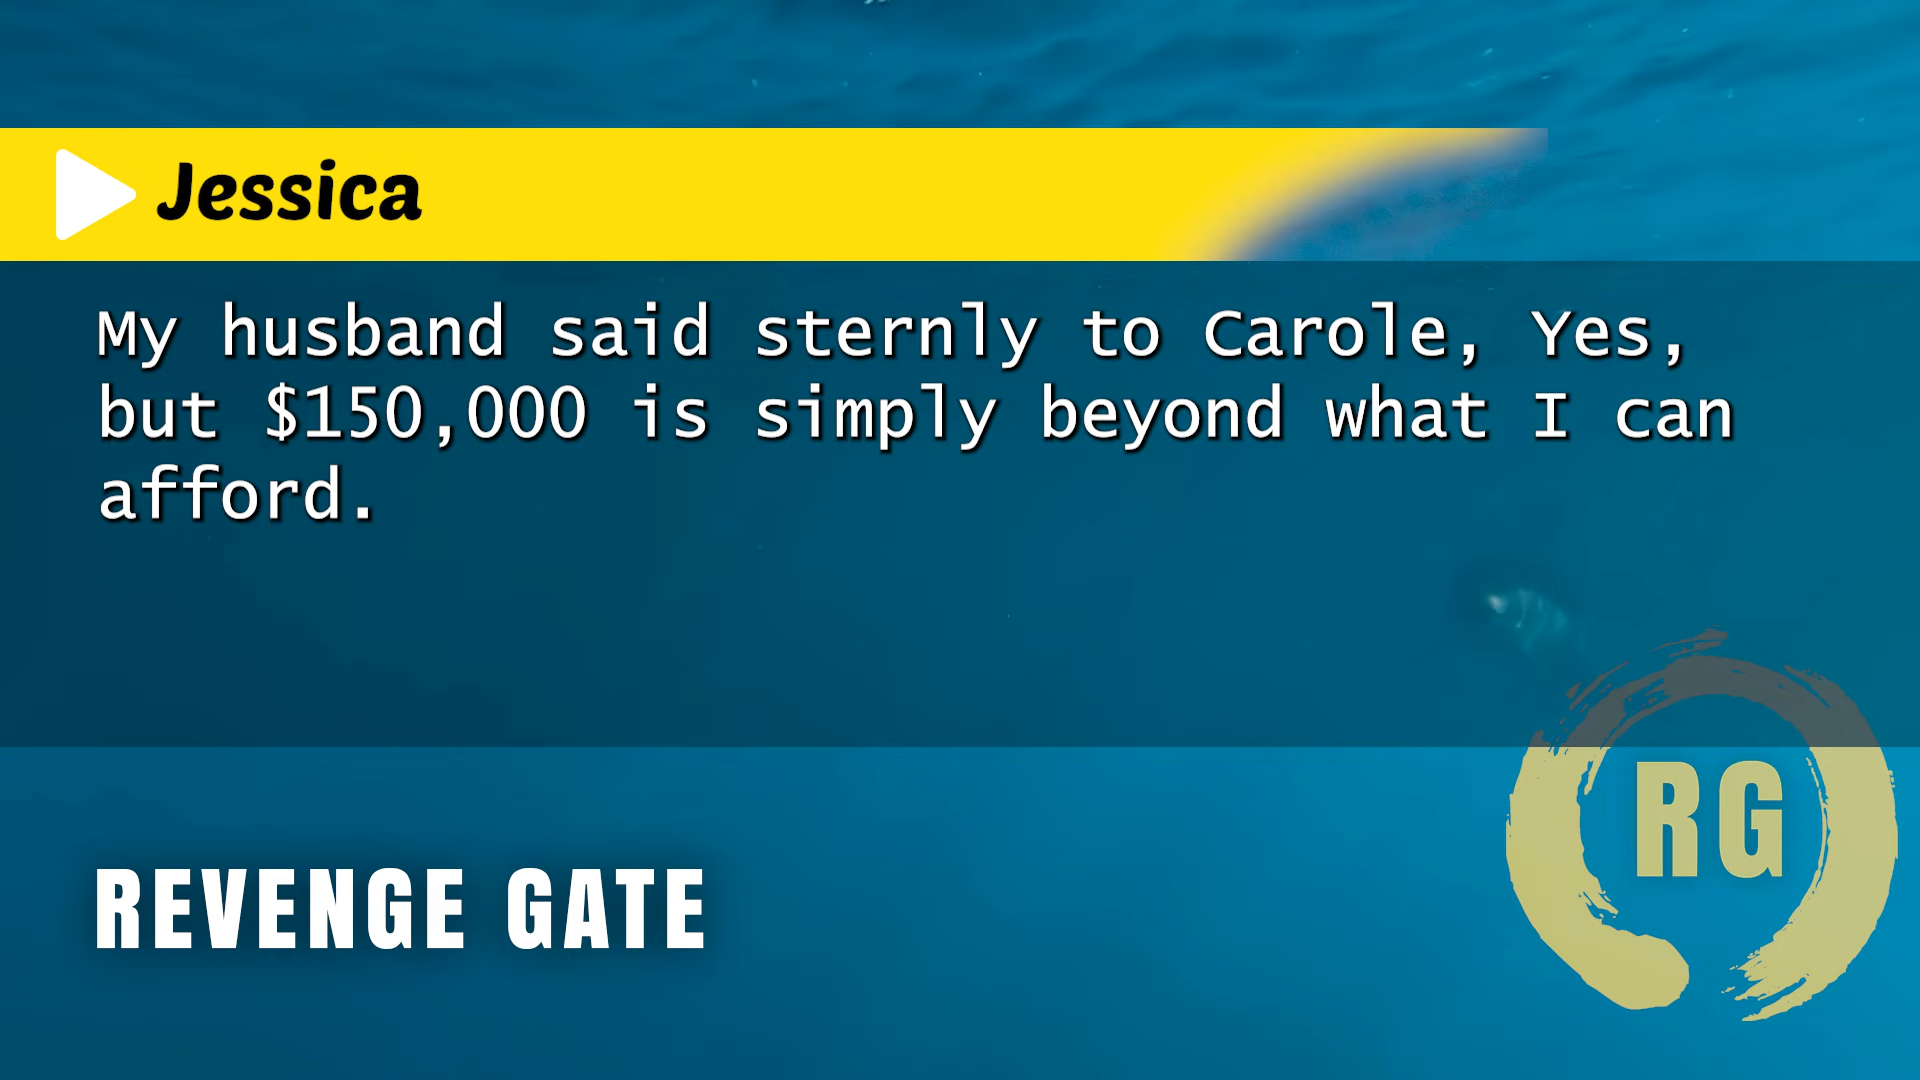 Jessica
My husband said sternly to Carole, Yes,
but $150,000 is simply beyond what I can
afford.
RG
REVENGE GATE